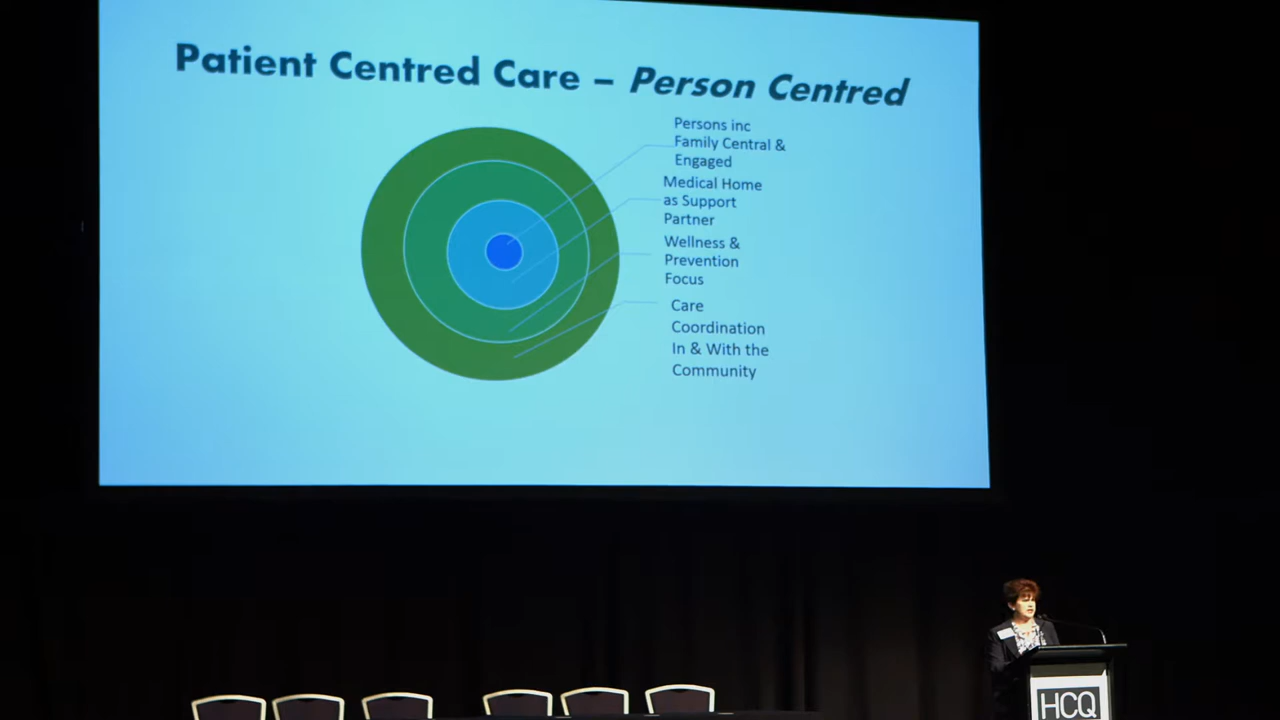 Patient Centred Care – Person Centred
Persons inc
Family Central &
Engaged
Medical Home
as Support
Partner
Wellness &
Prevention
Focus
Care
Coordination
In & With the
Community
HCQ